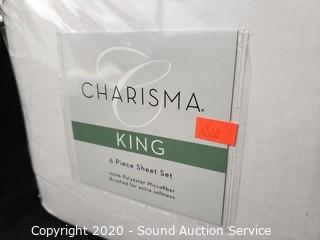 C
CHARISMA.
KING
6 Piece Sheet Set
100% Polyester Microfiber
Brushed for extra softness
Copyright 2020 - Sound Auction Service